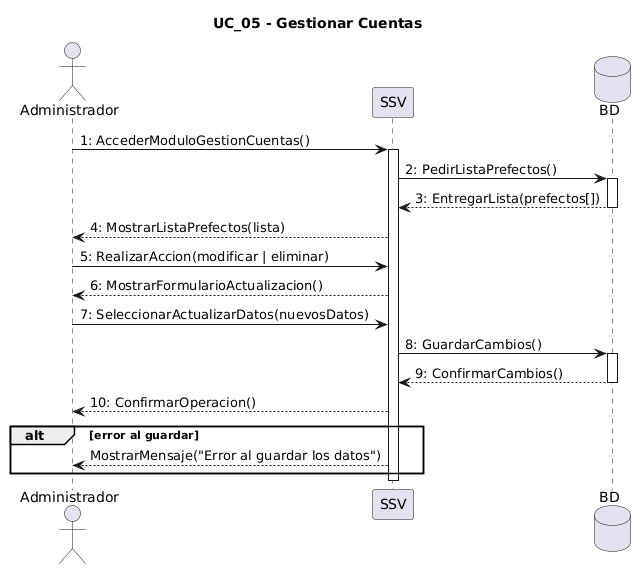 UC_05 - Gestionar Cuentas
Administrador
SSV
BD
1: AccederModuloGestionCuentas()
2: PedirListaPrefectos()
3: EntregarLista(prefectos[])
4: MostrarListaPrefectos(lista)
5: RealizarAccion(modificar | eliminar)
6: MostrarFormularioActualizacion()
7: SeleccionarActualizarDatos(nuevosDatos)
8: GuardarCambios()
9: ConfirmarCambios()
10: ConfirmarOperacion()
alt [error al guardar]
MostrarMensaje("Error al guardar los datos")
Administrador
SSV
BD